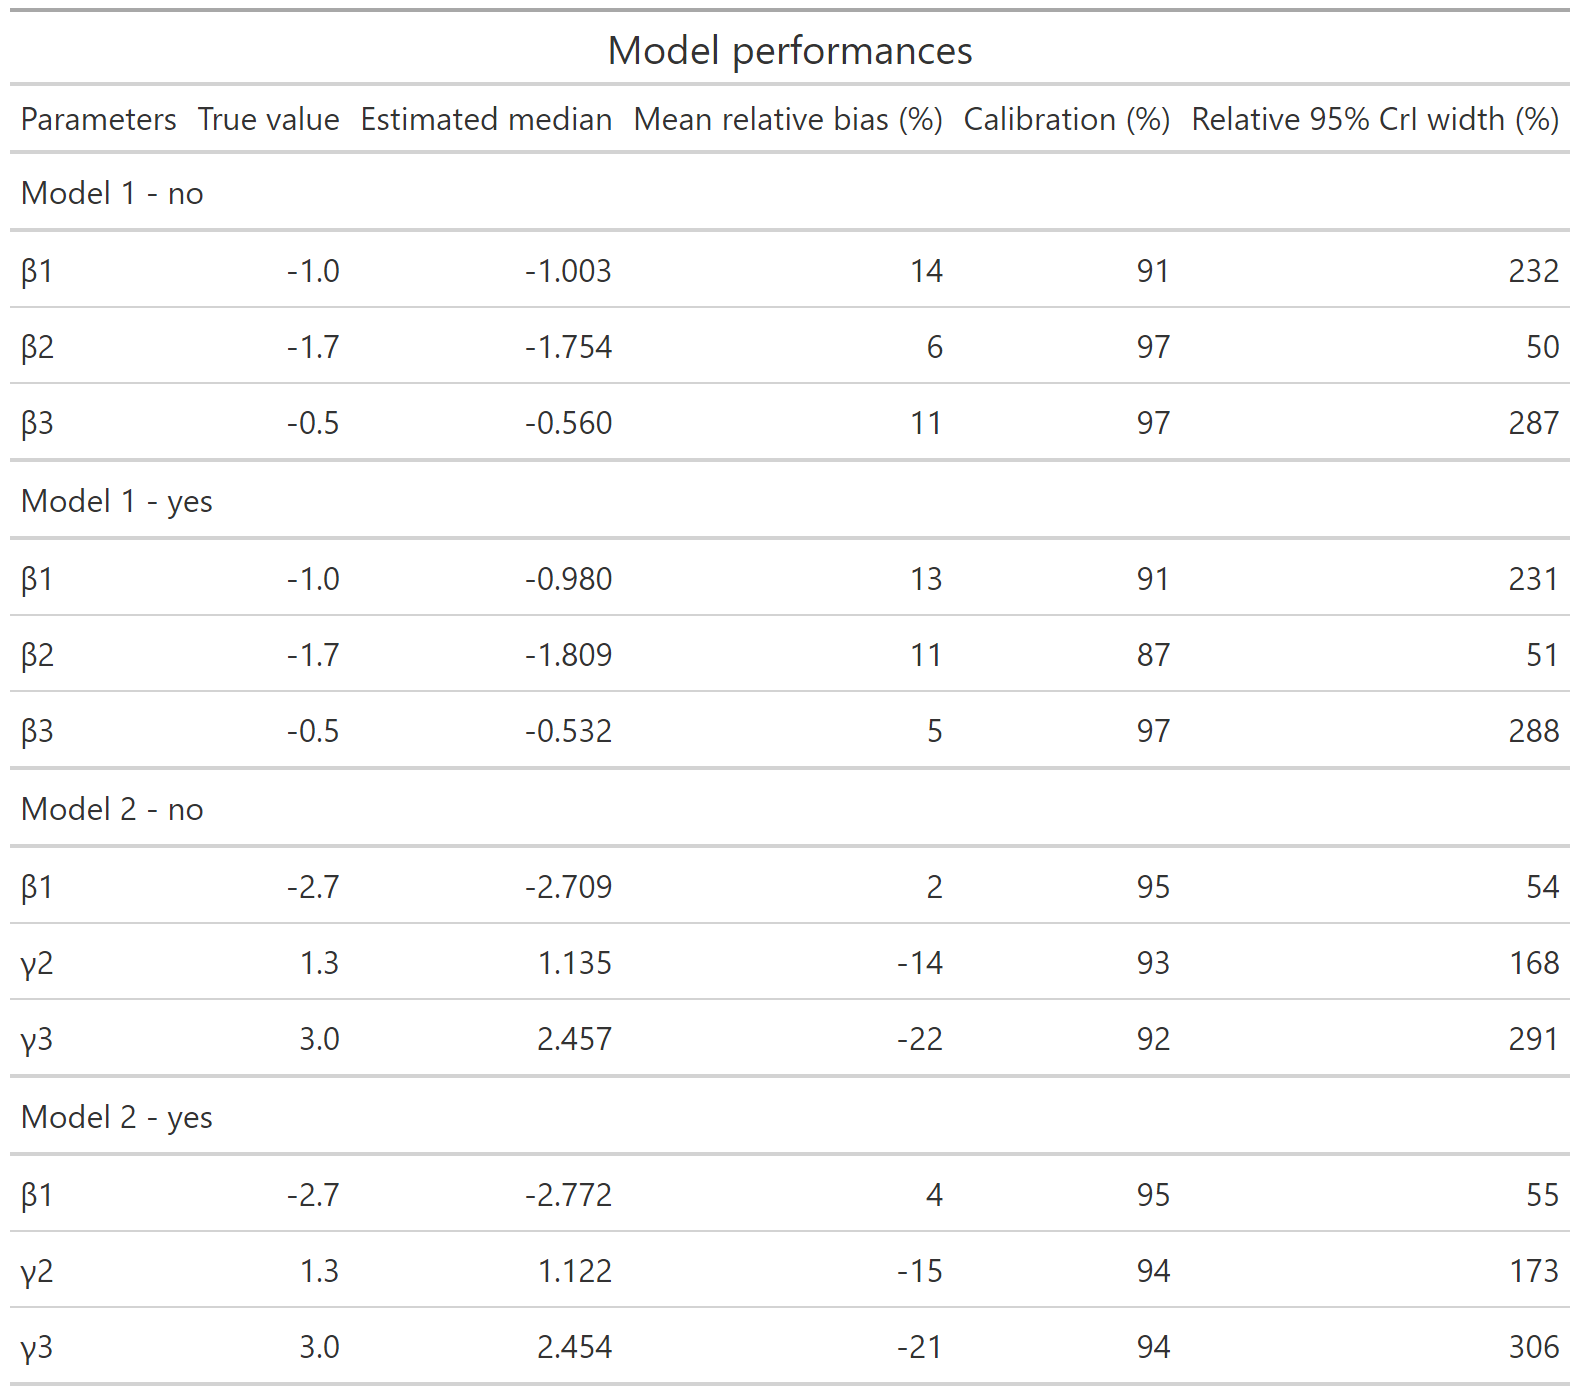 Model performances
Parameters True value Estimated median Mean relative bias (%) Calibration (%) Relative 95% CrI width (%)
Model 1 - no
β1 -1.0 -1.003 14 91 232
β2 -1.7 -1.754 6 97 50
β3 -0.5 -0.560 11 97 287
Model 1 - yes
β1 -1.0 -0.980 13 91 231
β2 -1.7 -1.809 11 87 51
β3 -0.5 -0.532 5 97 288
Model 2 - no
β1 -2.7 -2.709 2 95 54
γ2 1.3 1.135 -14 93 168
γ3 3.0 2.457 -22 92 291
Model 2 - yes
β1 -2.7 -2.772 4 95 55
γ2 1.3 1.122 -15 94 173
γ3 3.0 2.454 -21 94 306